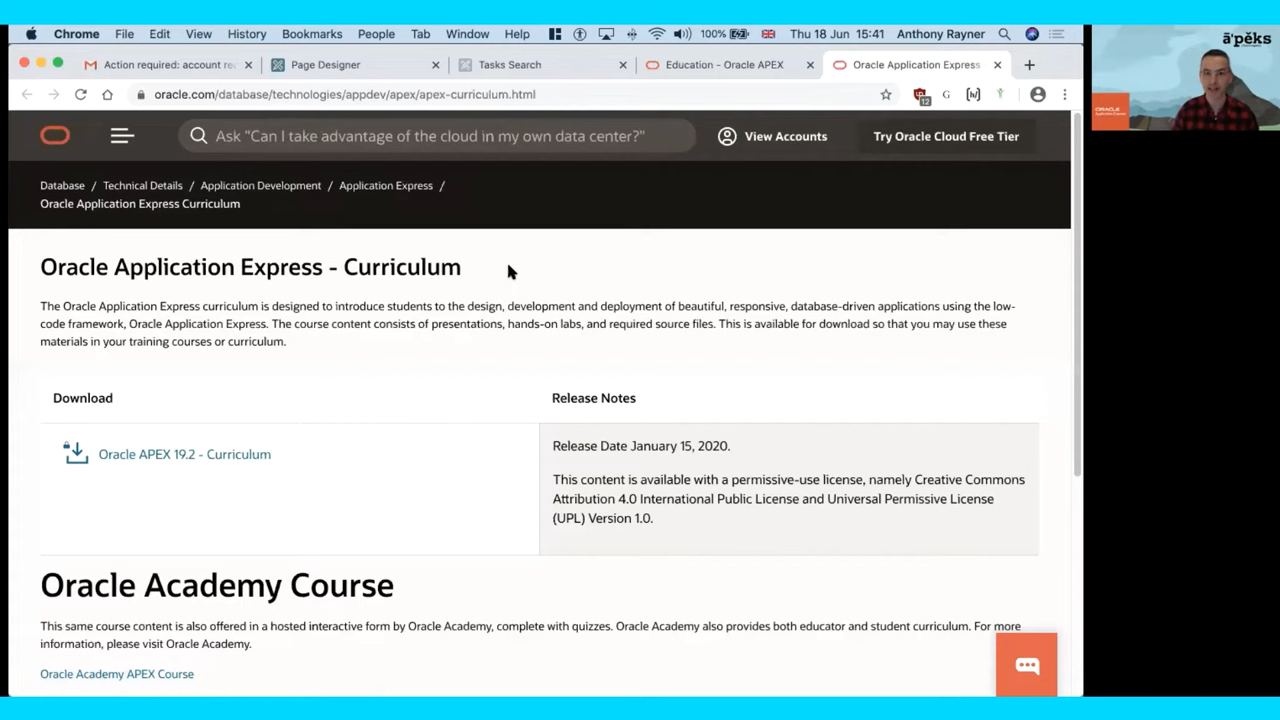 Chrome File Edit View History Bookmarks People Tab Window Help 100% Thu 18 Jun 15:41 Anthony Rayner
Action required: account re
Page Designer
Tasks Search
Education - Oracle APEX
Oracle Application Express
oracle.com/database/technologies/appdev/apex/apex-curriculum.html
12
G
[w]
Ask "Can I take advantage of the cloud in my own data center?"
View Accounts
Try Oracle Cloud Free Tier
Database / Technical Details / Application Development / Application Express /
Oracle Application Express Curriculum
Oracle Application Express - Curriculum
The Oracle Application Express curriculum is designed to introduce students to the design, development and deployment of beautiful, responsive, database-driven applications using the low-
code framework, Oracle Application Express. The course content consists of presentations, hands-on labs, and required source files. This is available for download so that you may use these
materials in your training courses or curriculum.
Download
Release Notes
Oracle APEX 19.2 - Curriculum
Release Date January 15, 2020.
This content is available with a permissive-use license, namely Creative Commons
Attribution 4.0 International Public License and Universal Permissive License
(UPL) Version 1.0.
Oracle Academy Course
This same course content is also offered in a hosted interactive form by Oracle Academy, complete with quizzes. Oracle Academy also provides both educator and student curriculum. For more
information, please visit Oracle Academy.
Oracle Academy APEX Course
ā'pěks
ORACLE